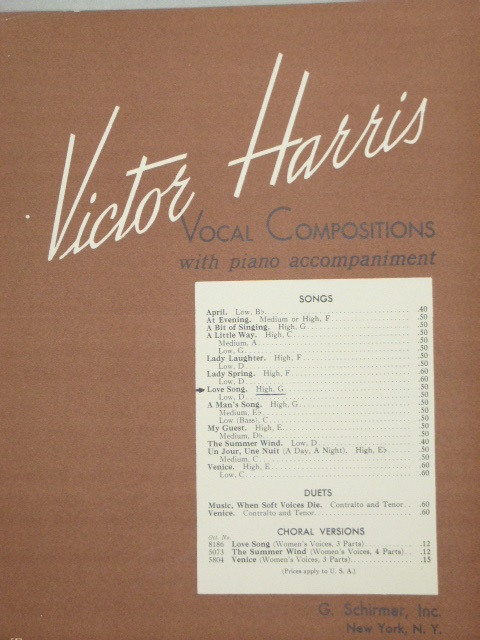 Victor Harris
VOCAL COMPOSITIONS
with piano accompaniment
SONGS
April. Low, B♭ .40
At Evening. Medium or High, F .50
A Bit of Singing. High, G .50
A Little Way. High, C .50
Medium, A .50
Low, G .50
Lady Laughter. High, F .50
Low, D .50
Lady Spring. High, F .60
Low, D .60
Love Song. High, G .50
Low, D .50
A Man's Song. High, G .50
Medium, E♭ .50
Low (Bass), C .50
My Guest. High, E .50
Medium, D♭ .50
The Summer Wind. Low, D .40
Un Jour, Une Nuit (A Day, A Night). High, E♭ .50
Medium, C .50
Venice. High, E .60
Low, C .60
DUETS
Music, When Soft Voices Die. Contralto and Tenor .60
Venice. Contralto and Tenor .60
CHORAL VERSIONS
Oct. No.
8186 Love Song (Women's Voices, 3 Parts) .12
5073 The Summer Wind (Women's Voices, 4 Parts) .12
5804 Venice (Women's Voices, 3 Parts) .15
(Prices apply to U. S. A.)
G. Schirmer, Inc.
New York, N. Y.